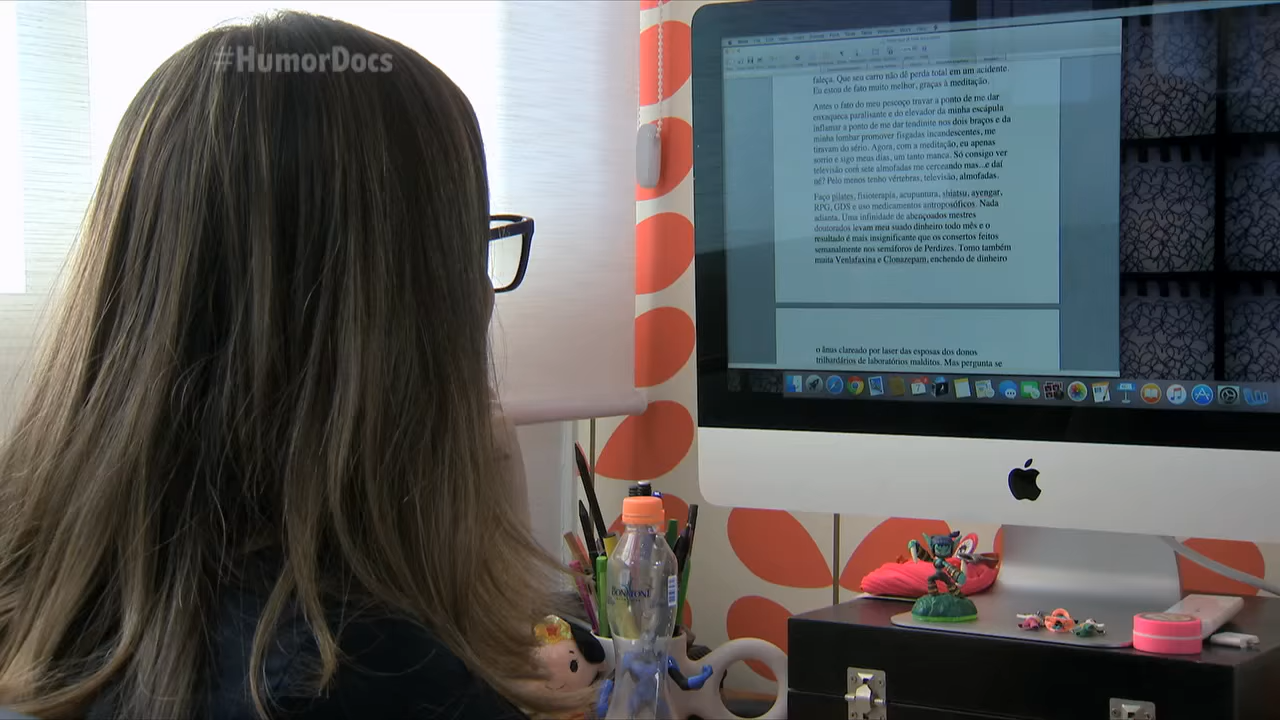 #HumorDocs
faleça. Que seu carro não dê perda total em um acidente.
Eu estou de fato muito melhor, graças à meditação.
Antes o fato do meu pescoço travar a ponto de me dar
enxaqueca paralisante e do elevador da minha escápula
inflamar a ponto de me dar tendinite nos dois braços e da
minha lombar promover fisgadas incandescentes, me
tiravam do sério. Agora, com a meditação, eu apenas
sorrio e sigo meus dias, um tanto manca. Só consigo ver
televisão com sete almofadas me cerceando mas...e daí
né? Pelo menos tenho vértebras, televisão, almofadas.
Faço pilates, fisioterapia, acupuntura, shiatsu, ayengar,
RPG, GDS e uso medicamentos antroposóficos. Nada
adianta. Uma infinidade de abençoados mestres
doutorados levam meu suado dinheiro todo mês e o
resultado é mais insignificante que os consertos feitos
semanalmente nos semáforos de Perdizes. Tomo também
muita Venlafaxina e Clonazepam, enchendo de dinheiro
o ânus clareado por laser das esposas dos donos
trilhardários de laboratórios malditos. Mas pergunta se
BONAFONT